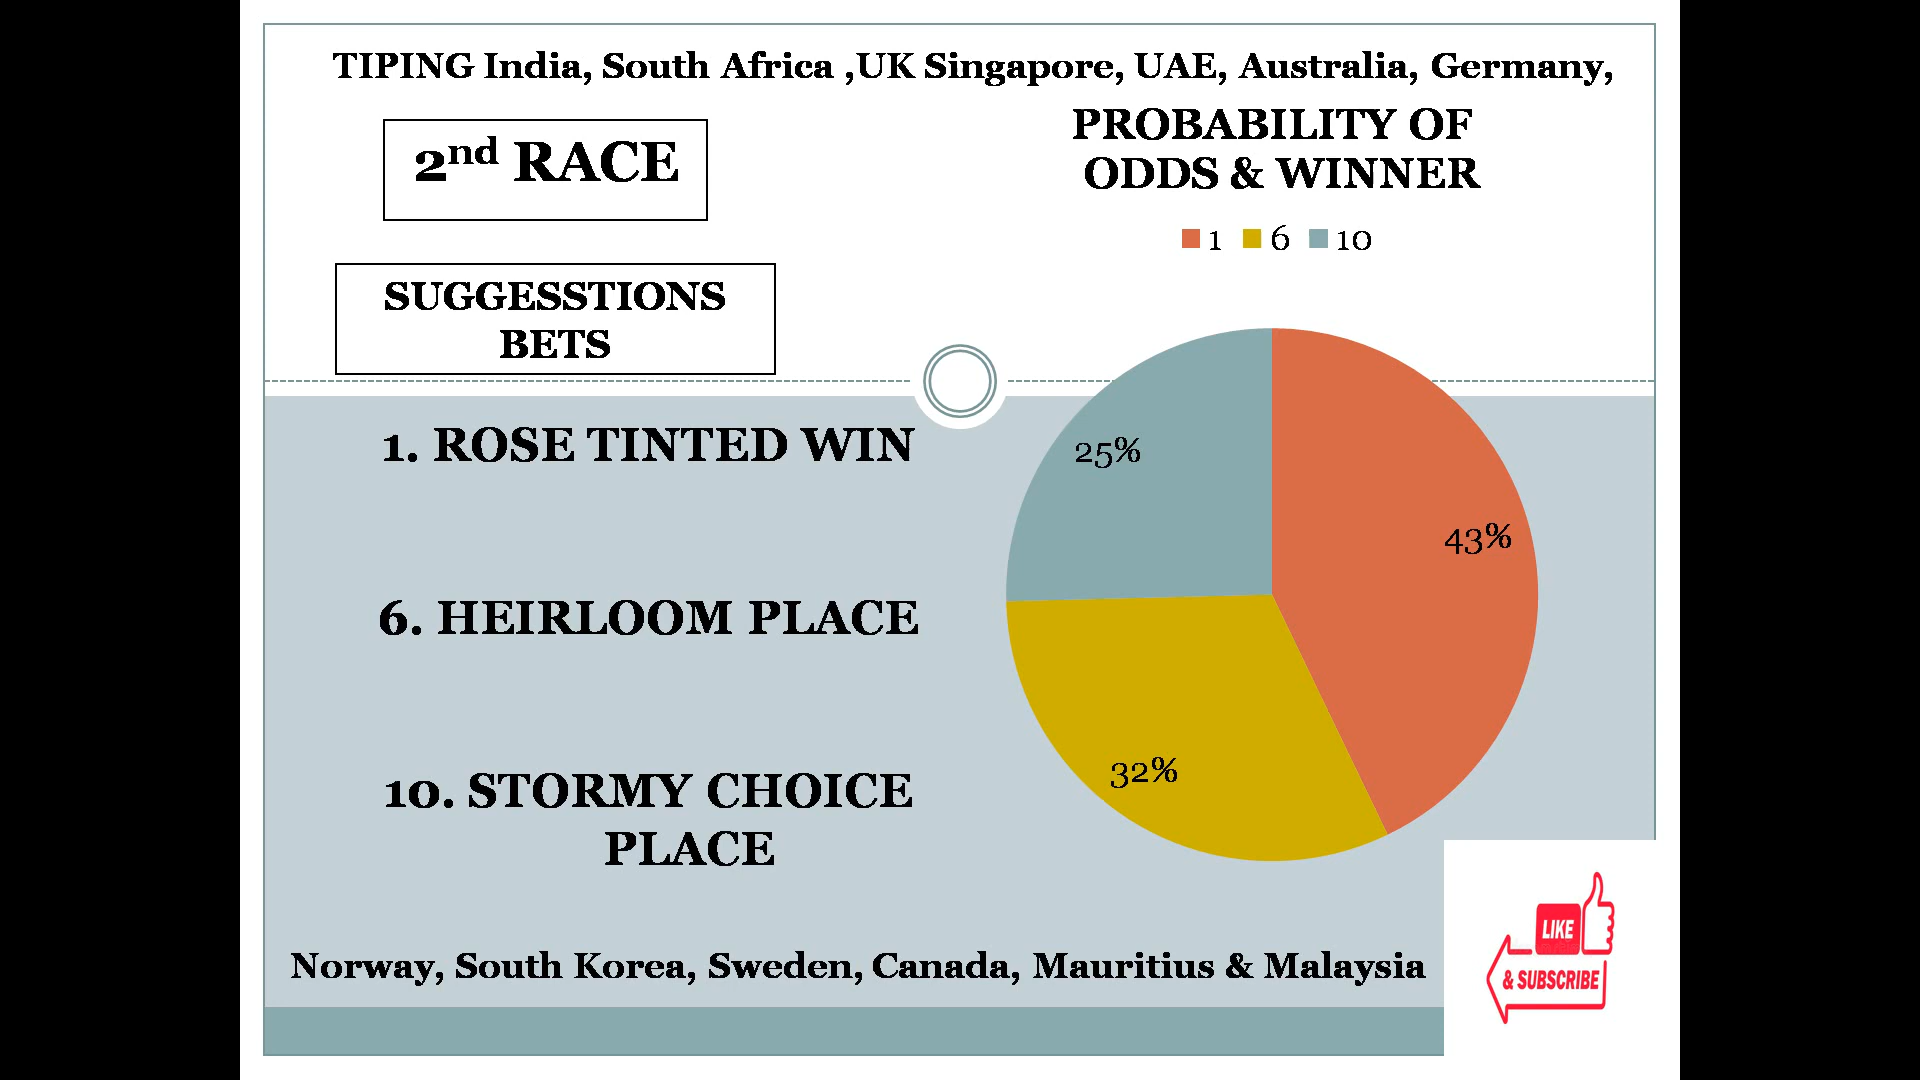 TIPING India, South Africa ,UK Singapore, UAE, Australia, Germany,
2nd RACE
PROBABILITY OF
ODDS & WINNER
1 6 10
SUGGESSTIONS
BETS
1. ROSE TINTED WIN
6. HEIRLOOM PLACE
10. STORMY CHOICE
PLACE
25%
43%
32%
Norway, South Korea, Sweden, Canada, Mauritius & Malaysia
LIKE
& SUBSCRIBE